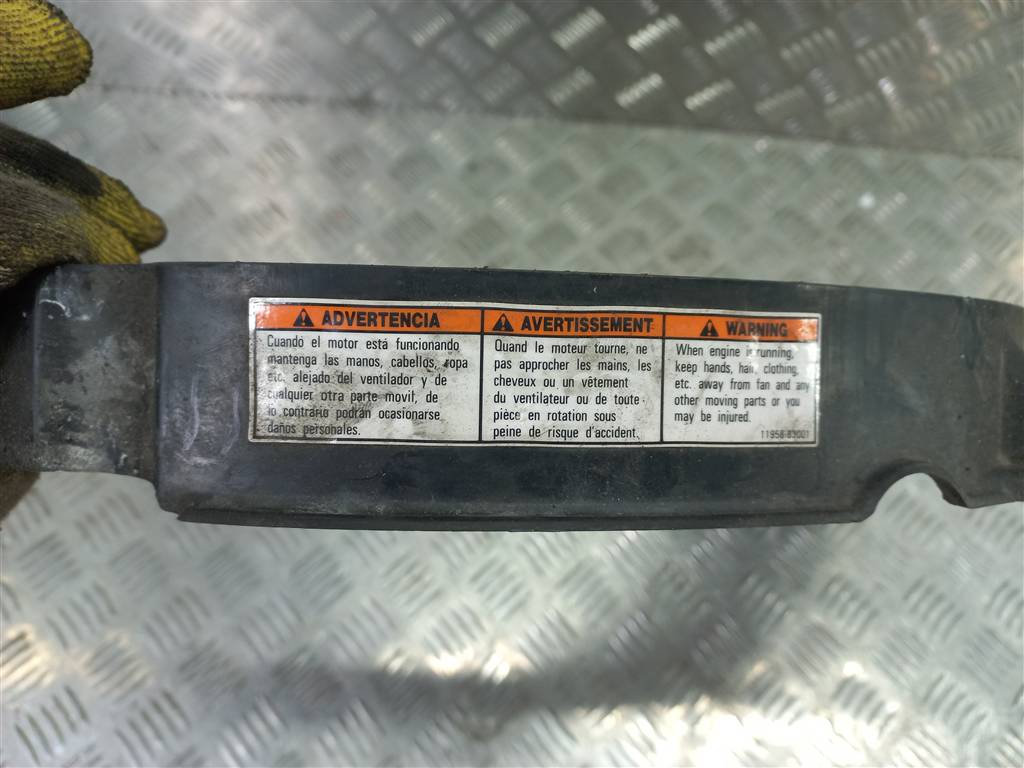 ⚠ ADVERTENCIA
Cuando el motor está funcionando
mantenga las manos, cabellos, ropa
etc. alejado del ventilador y de
cualquier otra parte movil, de
lo contrario podran ocasionarse
daños personales.
⚠ AVERTISSEMENT
Quand le moteur tourne, ne
pas approcher les mains, les
cheveux ou un vêtement
du ventilateur ou de toute
pièce en rotation sous
peine de risque d'accident.
⚠ WARNING
When engine is running,
keep hands, hair, clothing,
etc. away from fan and any
other moving parts or you
may be injured.
11956-83001